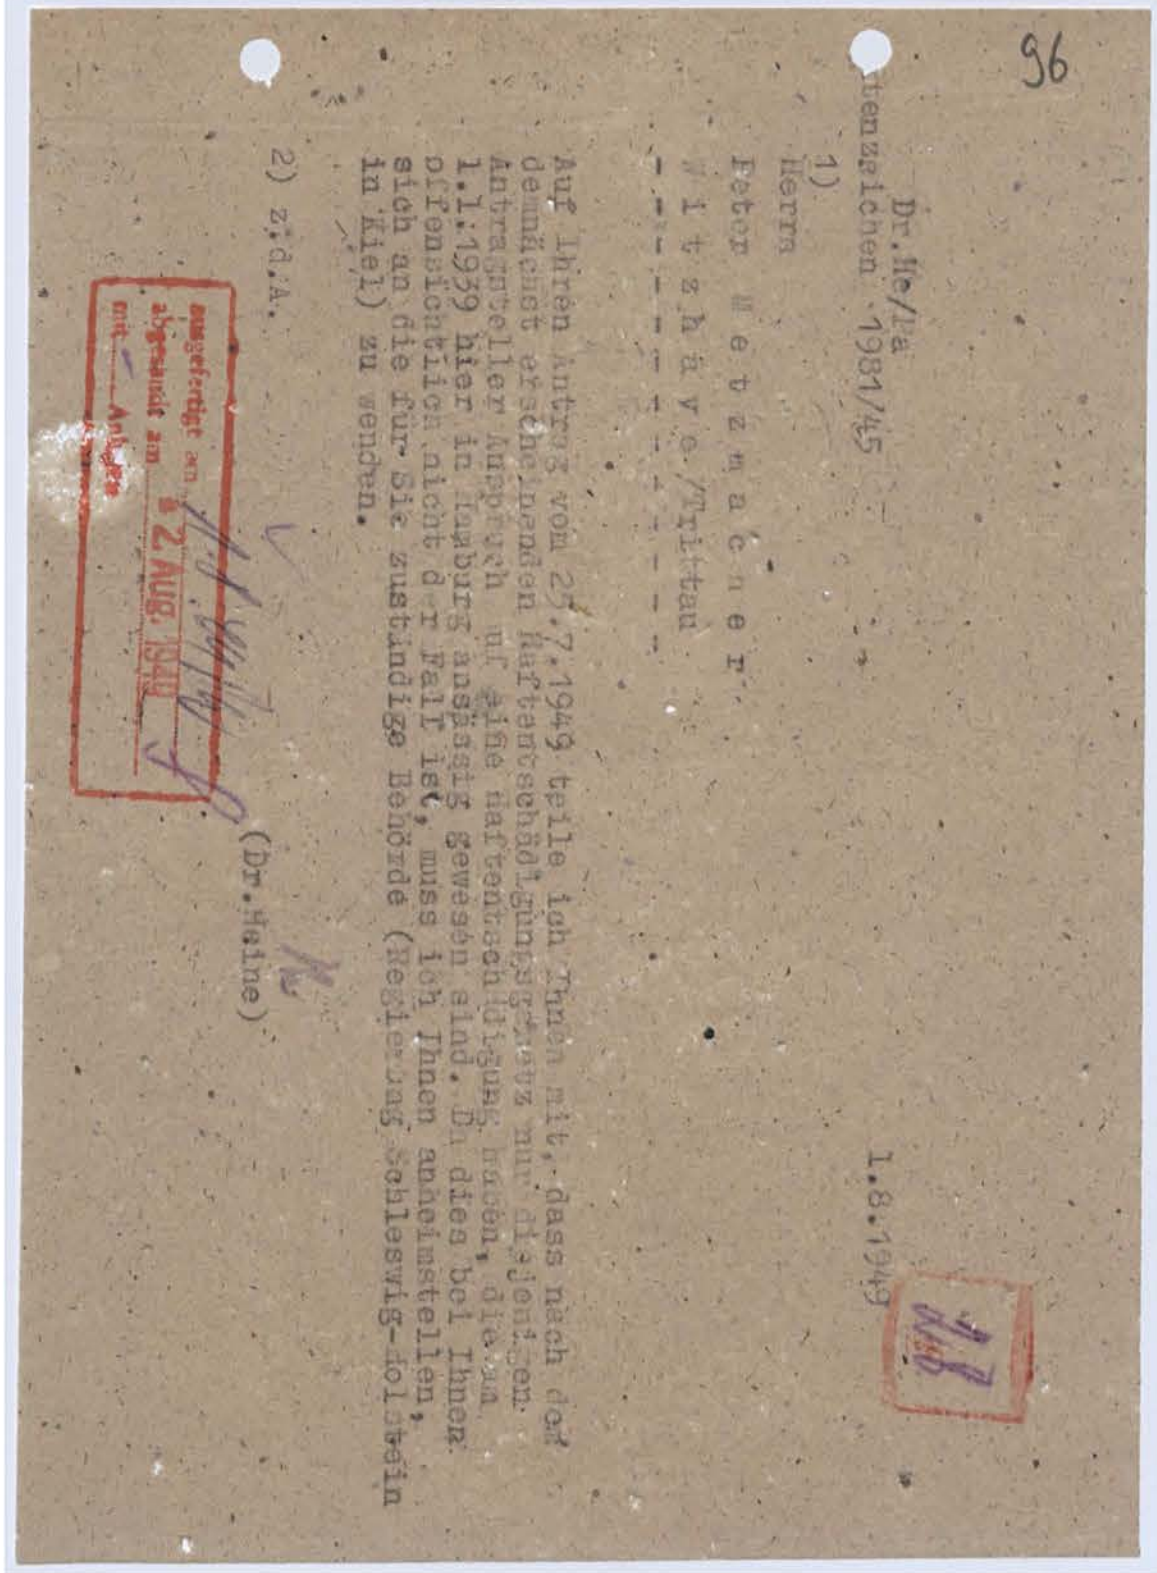 96
Dr.He/Pa
tenzeichen 1981/45
1.8.1949
2/8.
1)
Herrn
Peter M e t z m a c h e r
W i t z h a v e /Trittau
- - - - - - - - - - - - -
Auf Ihren Antrag vom 25.7.1949 teile ich Ihnen mit, dass nach dem
demnächst erscheinenden Haftentschädigungsgesetz nur diejenigen
Antragsteller Anspruch auf eine Haftentschädigung haben, die am
1.1.1939 hier in Hamburg ansässig gewesen sind. Da dies bei Ihnen
offensichtlich nicht der Fall ist, muss ich Ihnen anheimstellen,
sich an die für Sie zuständige Behörde (Regierung Schleswig-Holstein
in Kiel) zu wenden.
(Dr.Heine)
2) z.d.A.
ausgefertigt am
abgesandt am 2 Aug. 1949
mit - Anlagen